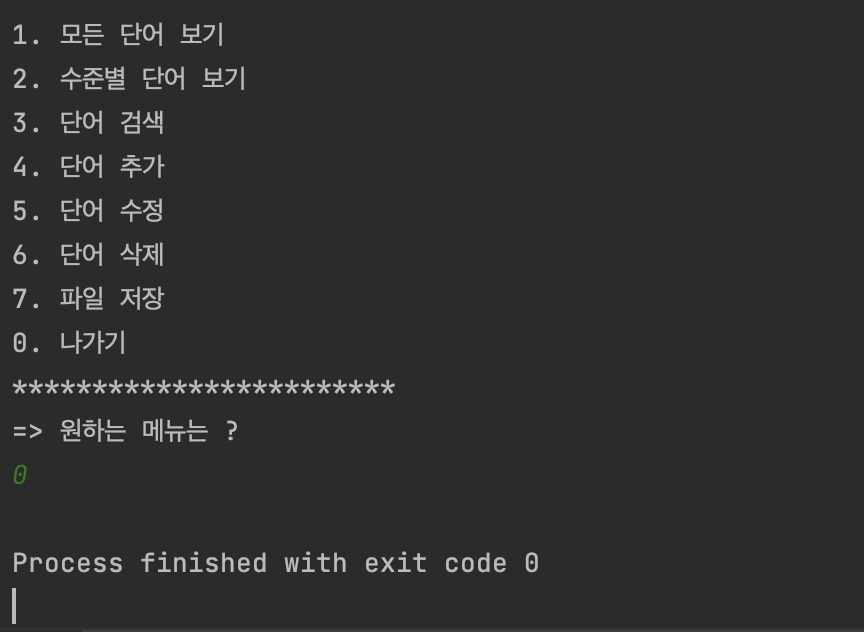 1. 모든 단어 보기
2. 수준별 단어 보기
3. 단어 검색
4. 단어 추가
5. 단어 수정
6. 단어 삭제
7. 파일 저장
0. 나가기
************************
=> 원하는 메뉴는 ?
0
Process finished with exit code 0